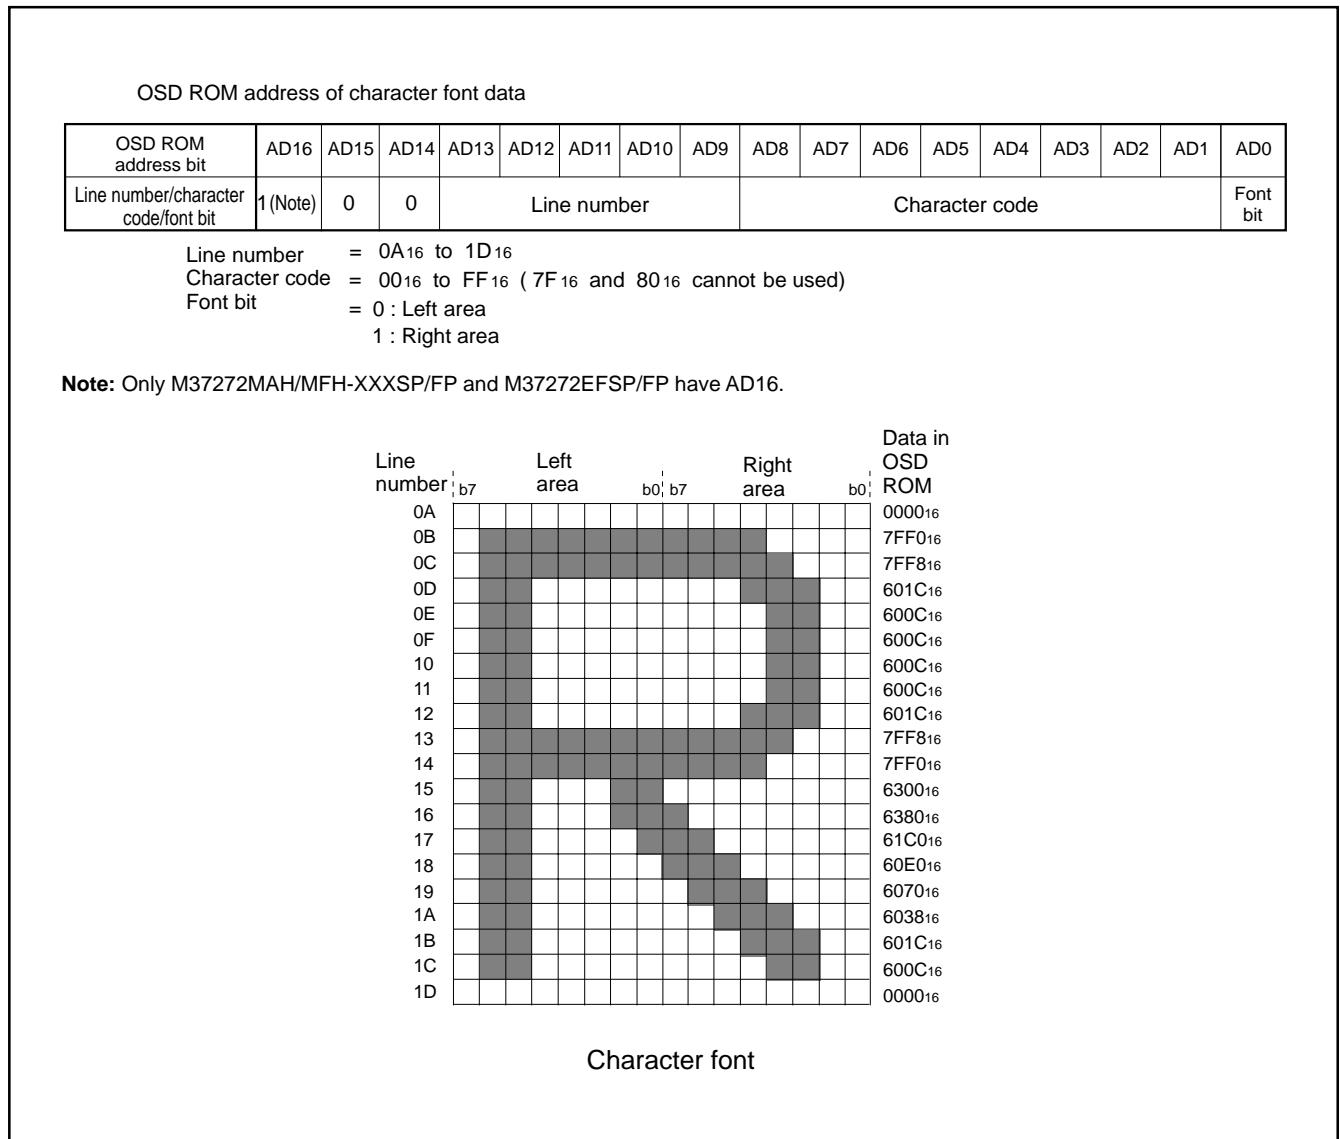 OSD ROM address of character font data
OSD ROM address bit AD16 AD15 AD14 AD13 AD12 AD11 AD10 AD9 AD8 AD7 AD6 AD5 AD4 AD3 AD2 AD1 AD0
Line number/character code/font bit 1 (Note) 0 0 Line number Character code Font bit
Line number = 0A16 to 1D16
Character code = 0016 to FF16 ( 7F16 and 8016 cannot be used)
Font bit = 0 : Left area
1 : Right area
Note: Only M37272MAH/MFH-XXXSP/FP and M37272EFSP/FP have AD16.
Line number Left area Right area Data in OSD ROM
b7 b0 b7 b0
0A 000016
0B 7FF016
0C 7FF816
0D 601C16
0E 600C16
0F 600C16
10 600C16
11 600C16
12 601C16
13 7FF816
14 7FF016
15 630016
16 638016
17 61C016
18 60E016
19 607016
1A 603816
1B 601C16
1C 600C16
1D 000016
Character font